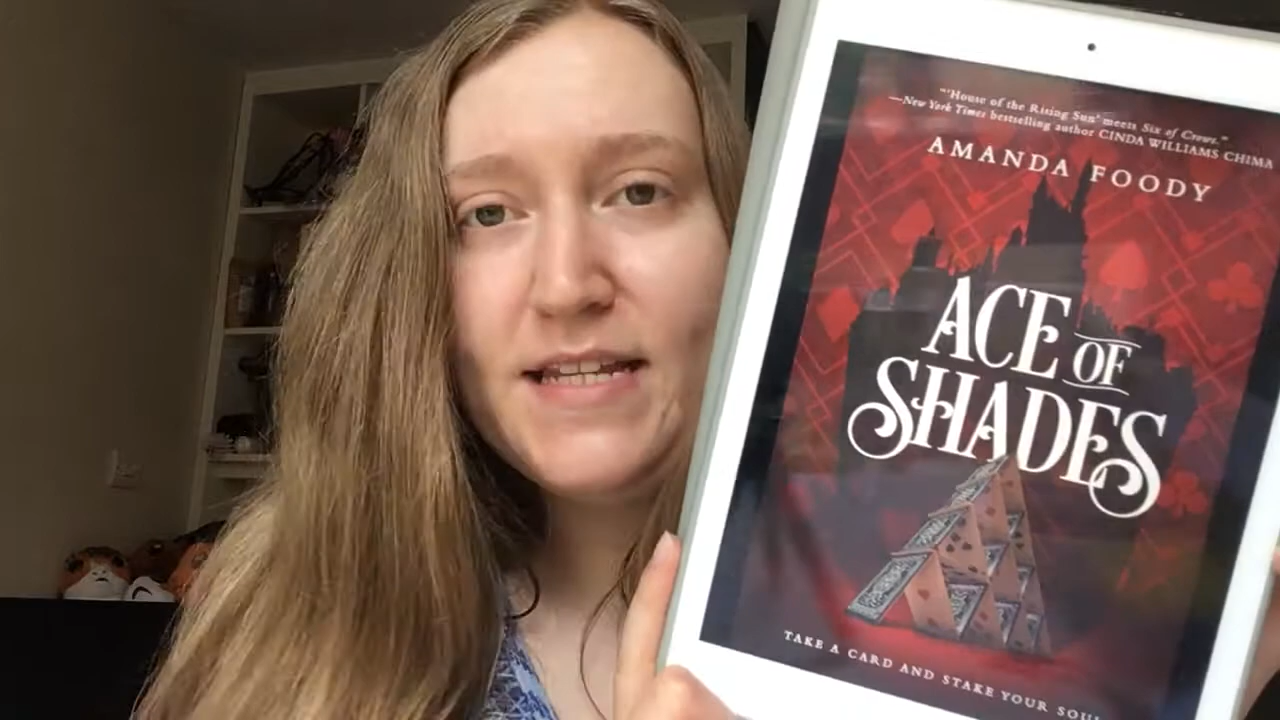 "'House of the Rising Sun' meets Six of Crows."
—New York Times bestselling author CINDA WILLIAMS CHIMA
AMANDA FOODY
ACE OF
SHADES
TAKE A CARD AND STAKE YOUR SOUL